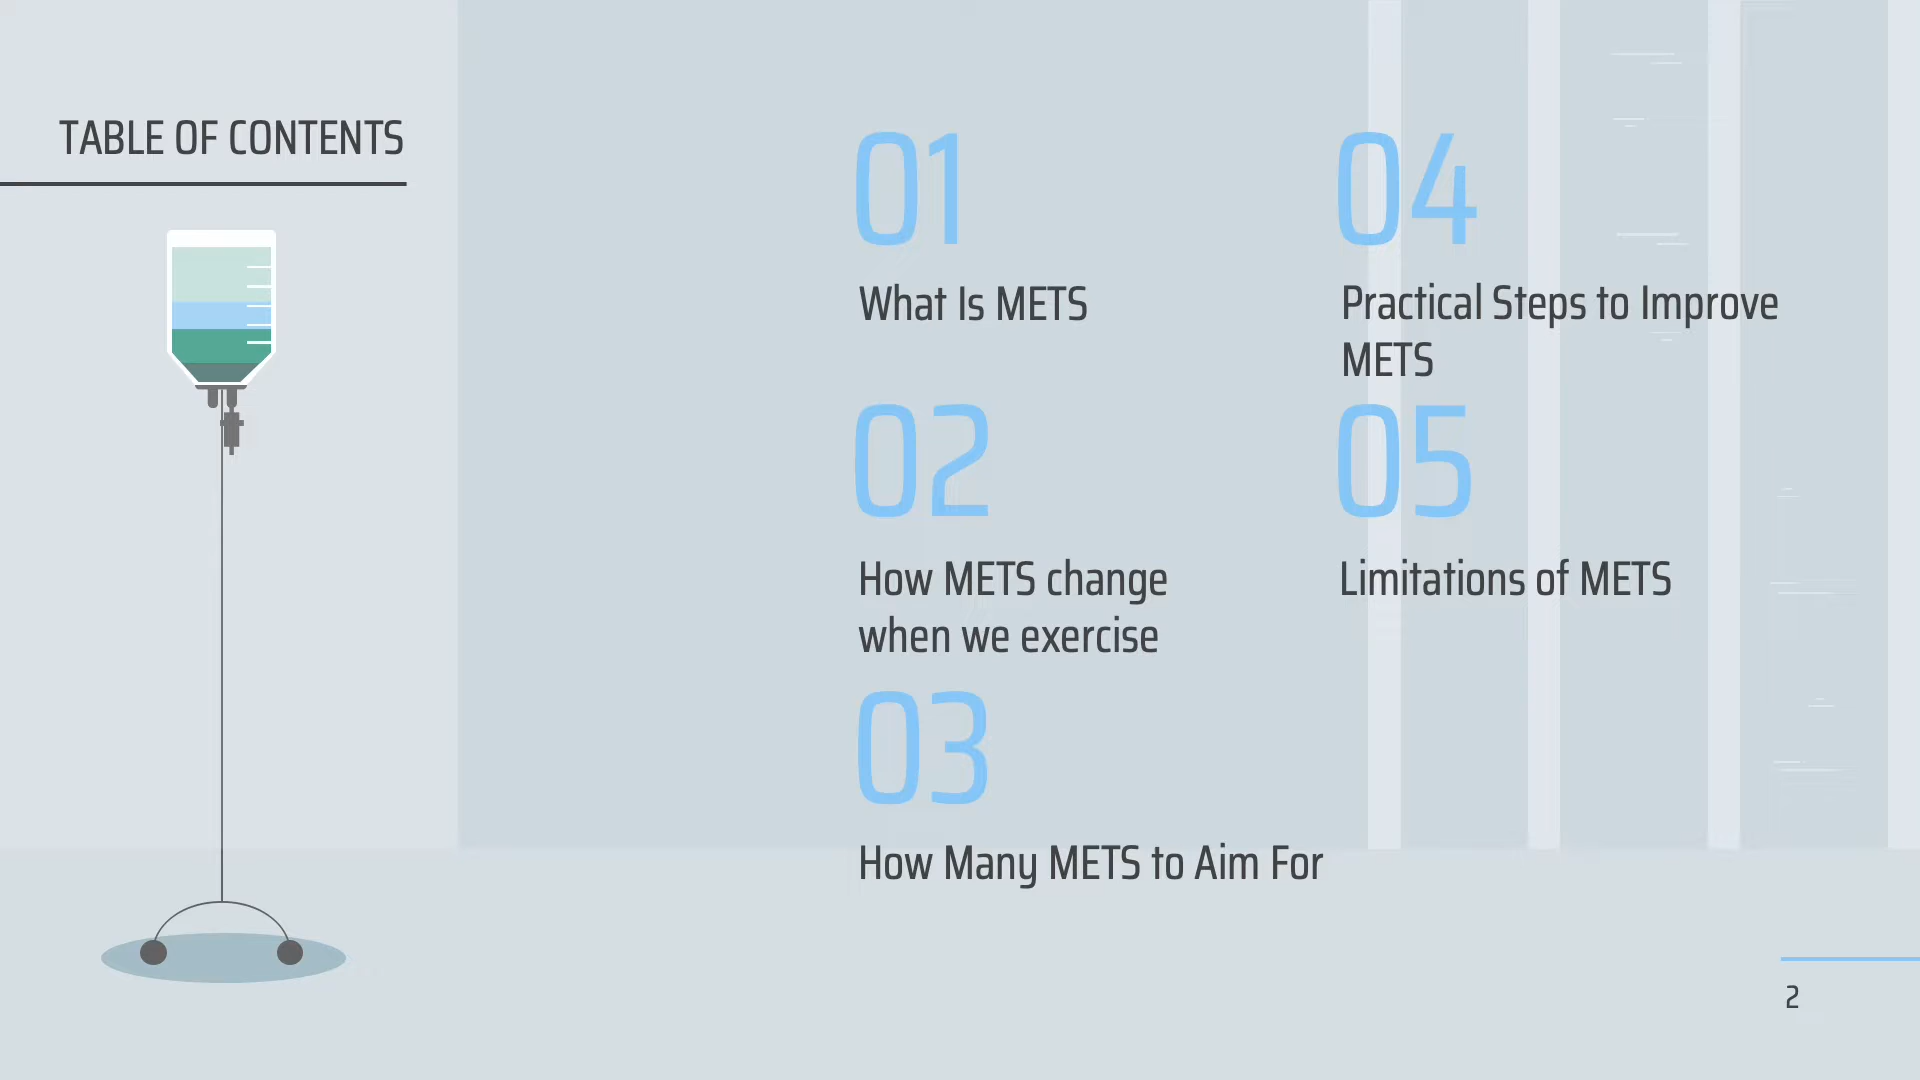 TABLE OF CONTENTS
01
What Is METS
02
How METS change
when we exercise
03
How Many METS to Aim For
04
Practical Steps to Improve
METS
05
Limitations of METS
2